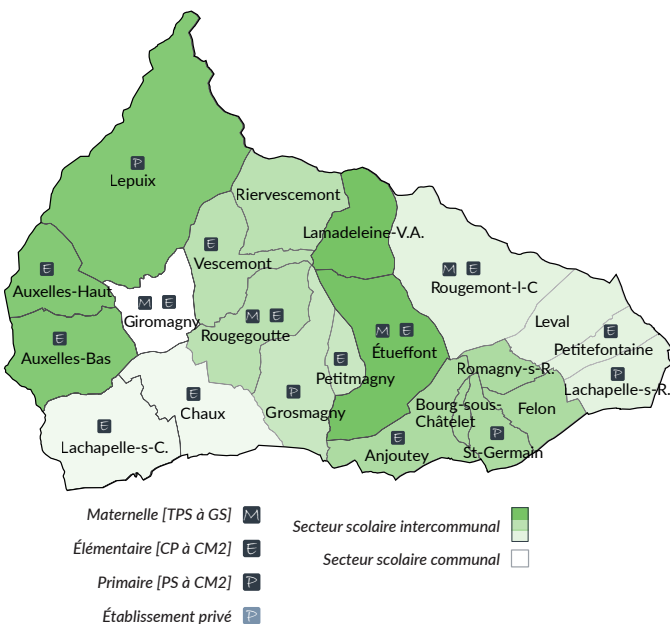 P
Lepuix
Riervescemont
Lamadeleine-V.A.
E
Vescemont
E
Auxelles-Haut
M E
Rougemont-l-C
M E
Giromagny
M E
Rougegoutte
Leval
E
Petitefontaine
E
Auxelles-Bas
M E
Étueffont
E
Petitmagny
Romagny-s-R.
P
Lachapelle-s-R.
E
Chaux
P
Grosmagny
Bourg-sous-
Châtelet
Felon
E
Lachapelle-s-C.
E
Anjoutey
P
St-Germain
Maternelle [TPS à GS] M
Élémentaire [CP à CM2] E
Primaire [PS à CM2] P
Établissement privé P
Secteur scolaire intercommunal
Secteur scolaire communal